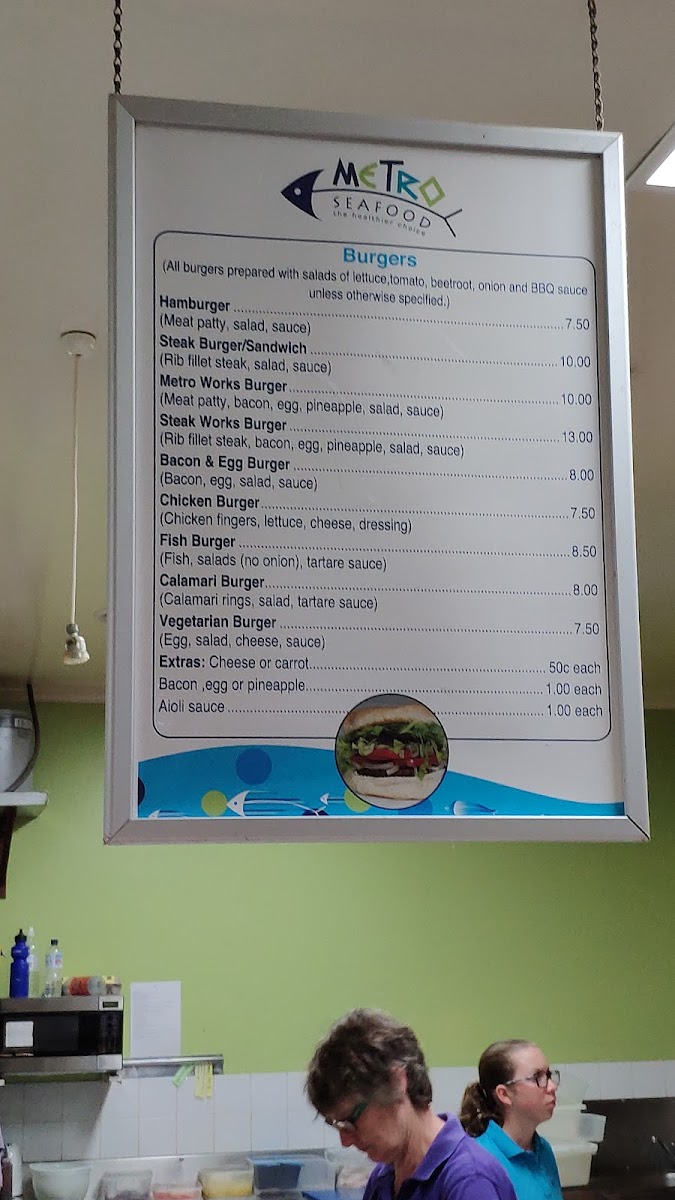 METRO
SEAFOOD
the healthier choice
Burgers
(All burgers prepared with salads of lettuce,tomato, beetroot, onion and BBQ sauce
unless otherwise specified.)
Hamburger ........ 7.50
(Meat patty, salad, sauce)
Steak Burger/Sandwich ........ 10.00
(Rib fillet steak, salad, sauce)
Metro Works Burger ........ 10.00
(Meat patty, bacon, egg, pineapple, salad, sauce)
Steak Works Burger ........ 13.00
(Rib fillet steak, bacon, egg, pineapple, salad, sauce)
Bacon & Egg Burger ........ 8.00
(Bacon, egg, salad, sauce)
Chicken Burger ........ 7.50
(Chicken fingers, lettuce, cheese, dressing)
Fish Burger ........ 8.50
(Fish, salads (no onion), tartare sauce)
Calamari Burger ........ 8.00
(Calamari rings, salad, tartare sauce)
Vegetarian Burger ........ 7.50
(Egg, salad, cheese, sauce)
Extras: Cheese or carrot ........ 50c each
Bacon ,egg or pineapple ........ 1.00 each
Aioli sauce ........ 1.00 each